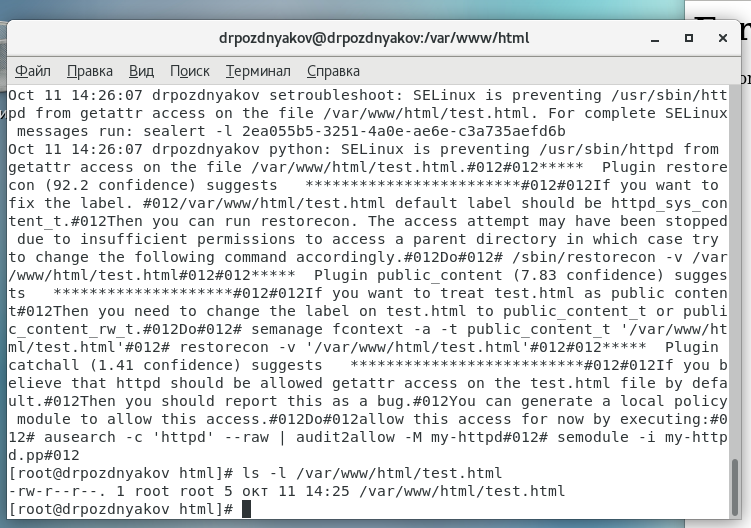 drpozdnyakov@drpozdnyakov:/var/www/html
Файл Правка Вид Поиск Терминал Справка
Oct 11 14:26:07 drpozdnyakov setroubleshoot: SELinux is preventing /usr/sbin/htt
pd from getattr access on the file /var/www/html/test.html. For complete SELinux
 messages run: sealert -l 2ea055b5-3251-4a0e-ae6e-c3a735aefd6b
Oct 11 14:26:07 drpozdnyakov python: SELinux is preventing /usr/sbin/httpd from
getattr access on the file /var/www/html/test.html.#012#012*****  Plugin restore
con (92.2 confidence) suggests   ************************#012#012If you want to
fix the label. #012/var/www/html/test.html default label should be httpd_sys_con
tent_t.#012Then you can run restorecon. The access attempt may have been stopped
 due to insufficient permissions to access a parent directory in which case try
to change the following command accordingly.#012Do#012# /sbin/restorecon -v /var
/www/html/test.html#012#012*****  Plugin public_content (7.83 confidence) sugges
ts   ********************#012#012If you want to treat test.html as public conten
t#012Then you need to change the label on test.html to public_content_t or publi
c_content_rw_t.#012Do#012# semanage fcontext -a -t public_content_t '/var/www/ht
ml/test.html'#012# restorecon -v '/var/www/html/test.html'#012#012*****  Plugin
catchall (1.41 confidence) suggests   **************************#012#012If you b
elieve that httpd should be allowed getattr access on the test.html file by defa
ult.#012Then you should report this as a bug.#012You can generate a local policy
 module to allow this access.#012Do#012allow this access for now by executing:#0
12# ausearch -c 'httpd' --raw | audit2allow -M my-httpd#012# semodule -i my-http
d.pp#012
[root@drpozdnyakov html]# ls -l /var/www/html/test.html
-rw-r--r--. 1 root root 5 окт 11 14:25 /var/www/html/test.html
[root@drpozdnyakov html]#